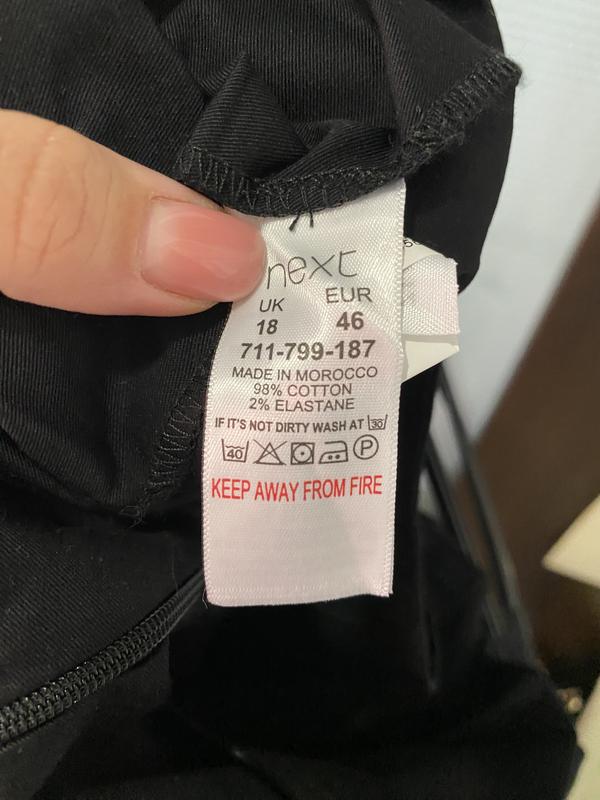 next
UK EUR
18 46
711-799-187
MADE IN MOROCCO
98% COTTON
2% ELASTANE
IF IT'S NOT DIRTY WASH AT 30
40 P
KEEP AWAY FROM FIRE